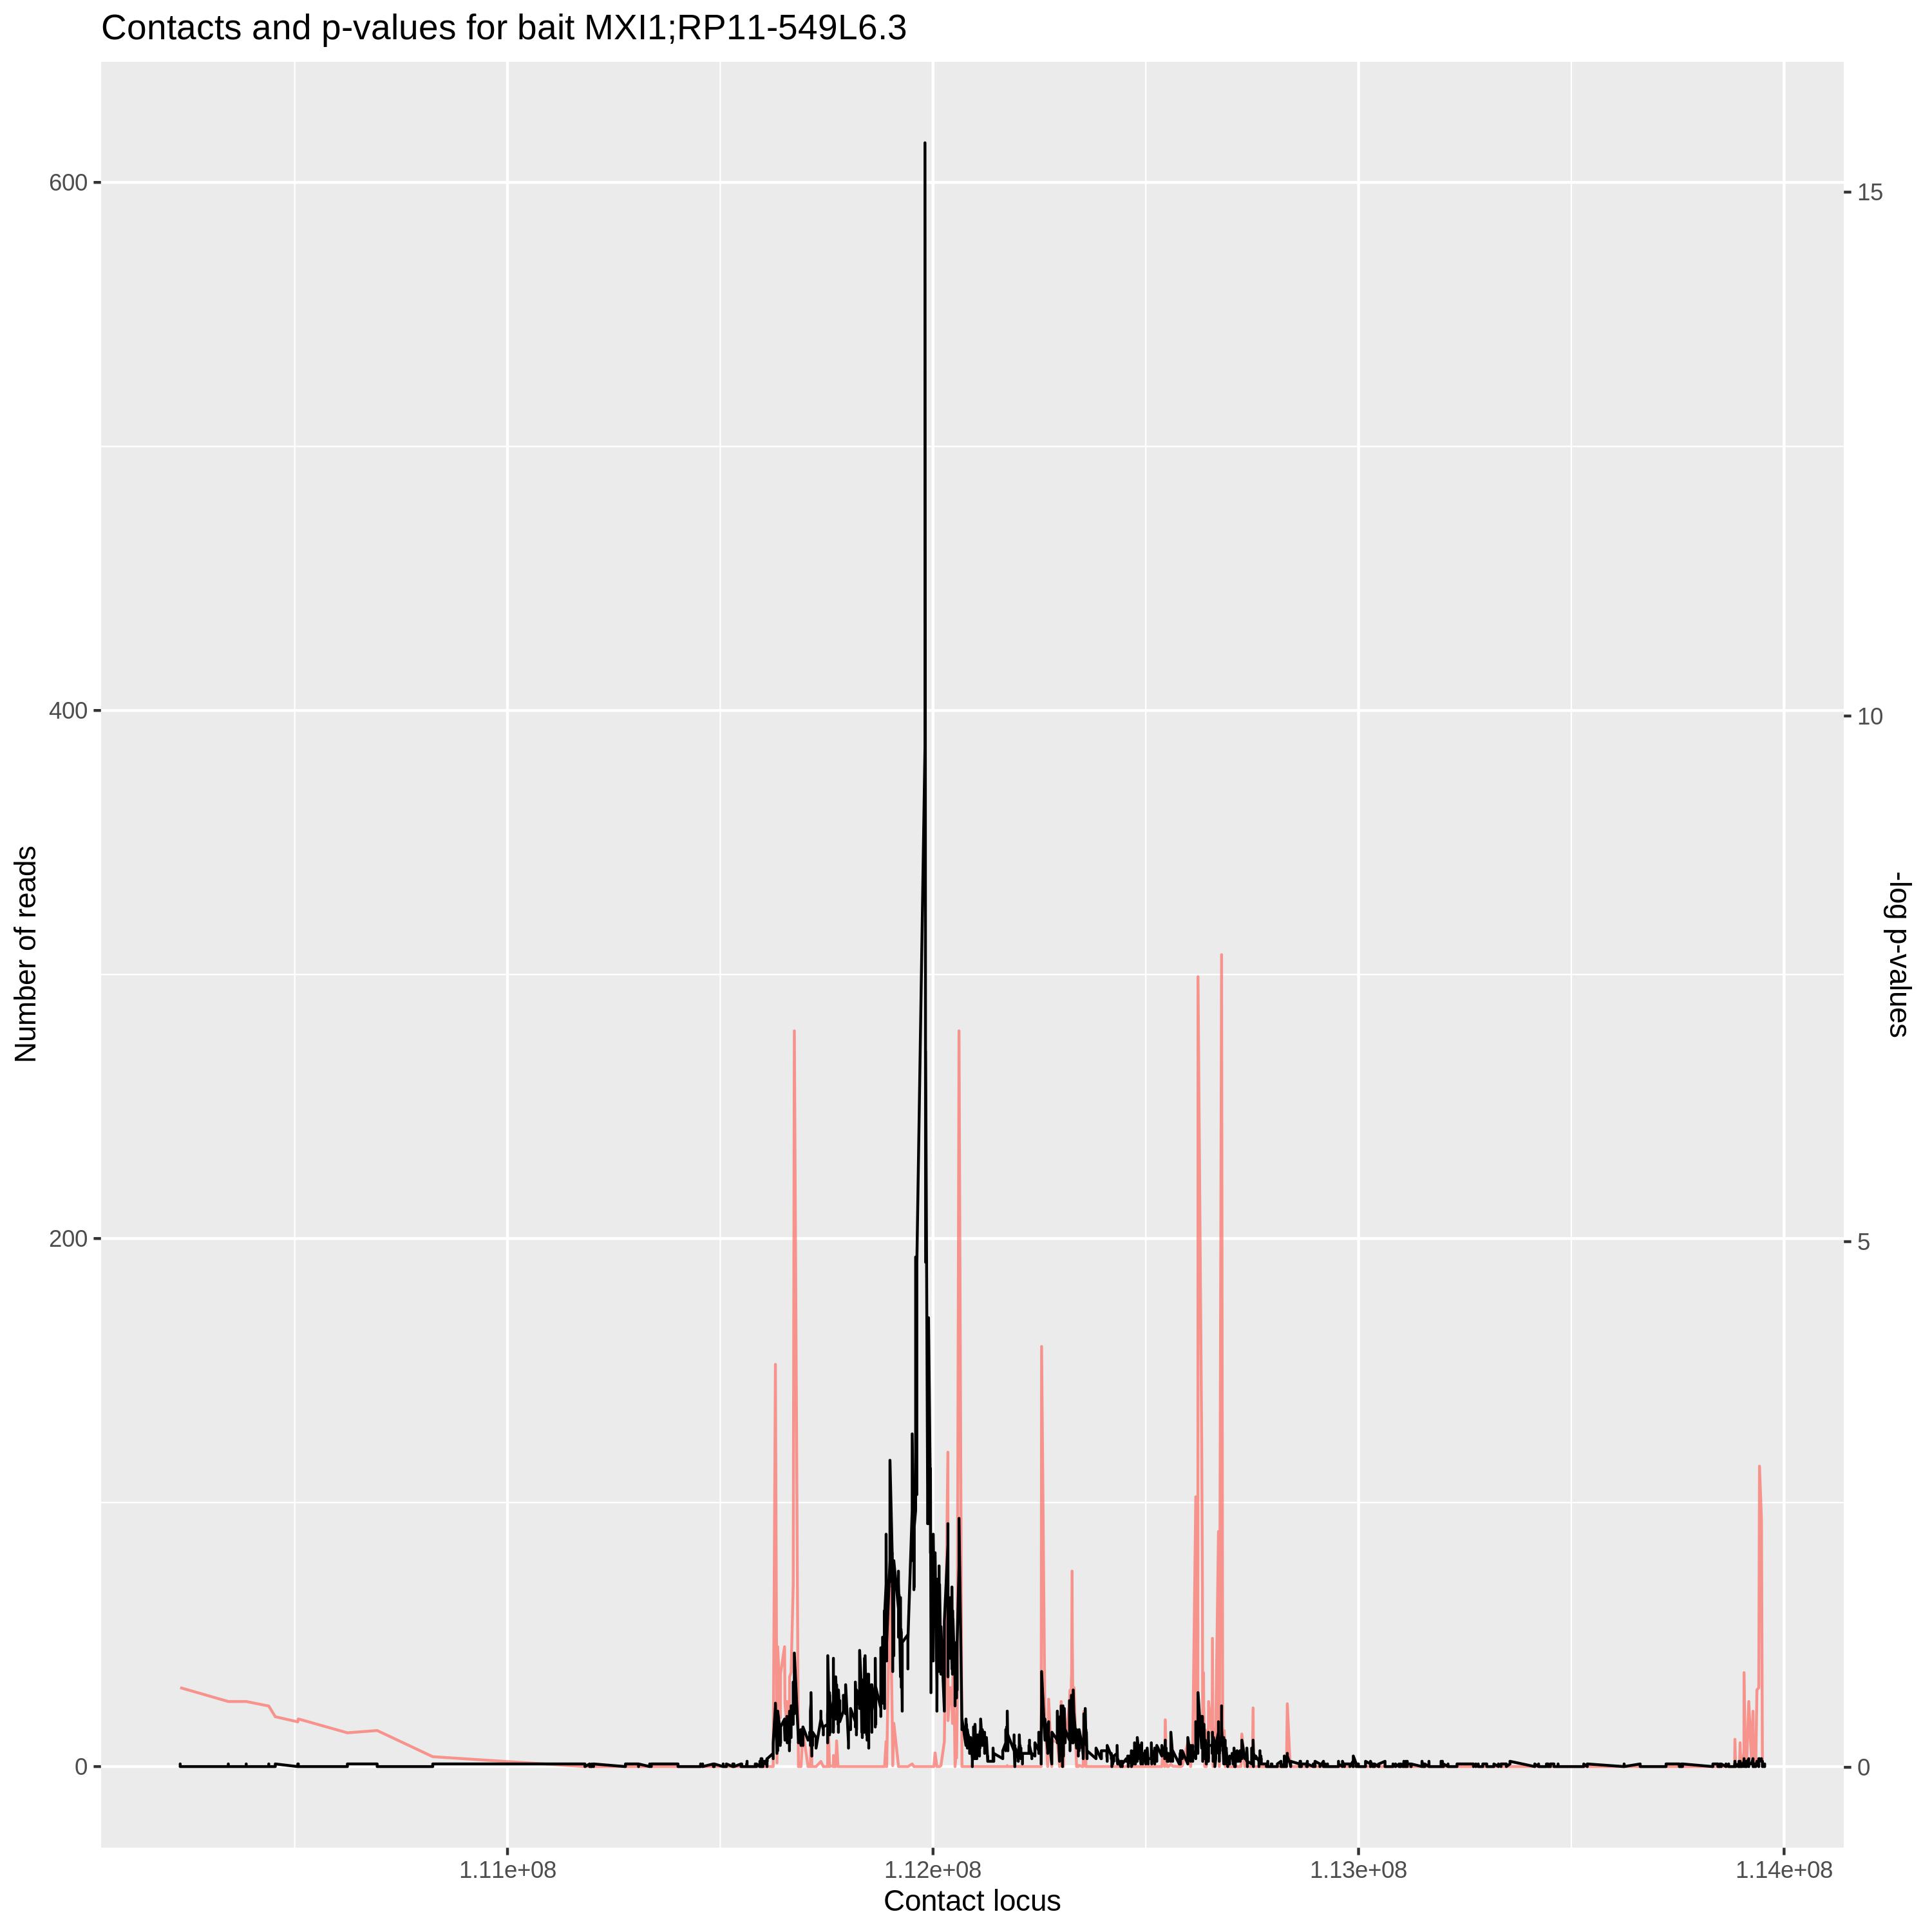 Contacts and p-values for bait MXI1;RP11-549L6.3
600
400
200
0
Number of reads
15
10
5
0
-log p-values
1.11e+08
1.12e+08
1.13e+08
1.14e+08
Contact locus